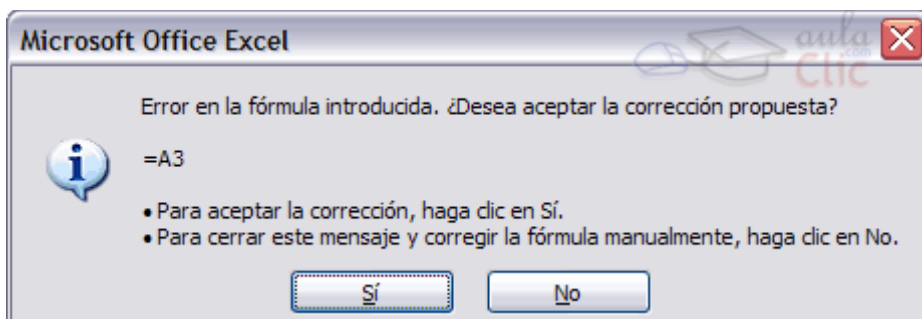 Microsoft Office Excel
aula
.com
Clic
Error en la fórmula introducida. ¿Desea aceptar la corrección propuesta?
=A3
• Para aceptar la corrección, haga clic en Sí.
• Para cerrar este mensaje y corregir la fórmula manualmente, haga clic en No.
Sí
No